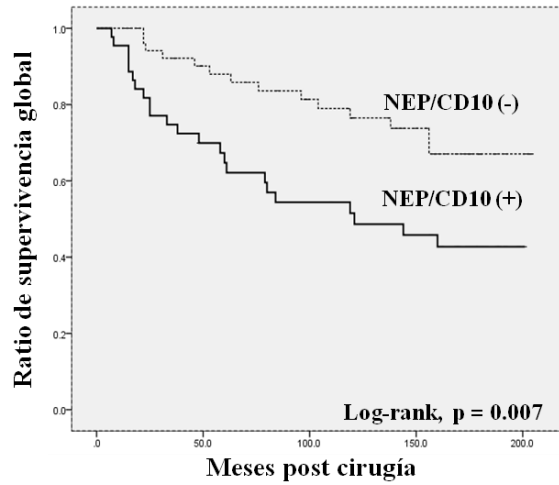 Ratio de supervivencia global
1.0
0.8
0.6
0.4
0.2
0.0
NEP/CD10 (-)
NEP/CD10 (+)
Log-rank, p = 0.007
.0 50.0 100.0 150.0 200.0
Meses post cirugía